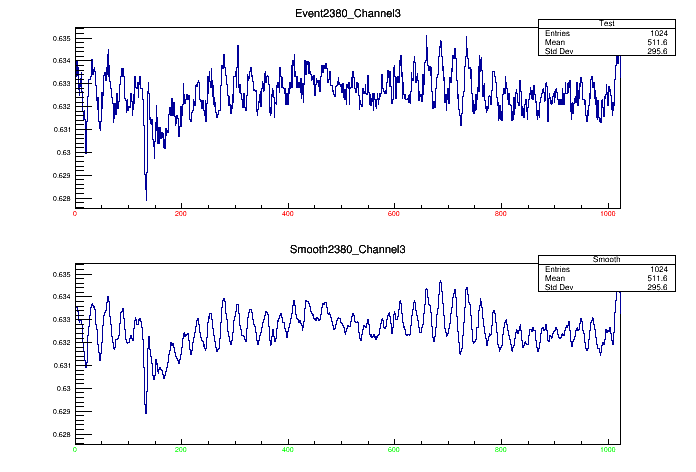 Event2380_Channel3
Test
Entries 1024
Mean 511.6
Std Dev 295.6
0.635
0.634
0.633
0.632
0.631
0.63
0.629
0.628
0 200 400 600 800 1000
Smooth2380_Channel3
Smooth
Entries 1024
Mean 511.6
Std Dev 295.6
0.635
0.634
0.633
0.632
0.631
0.63
0.629
0.628
0 200 400 600 800 1000